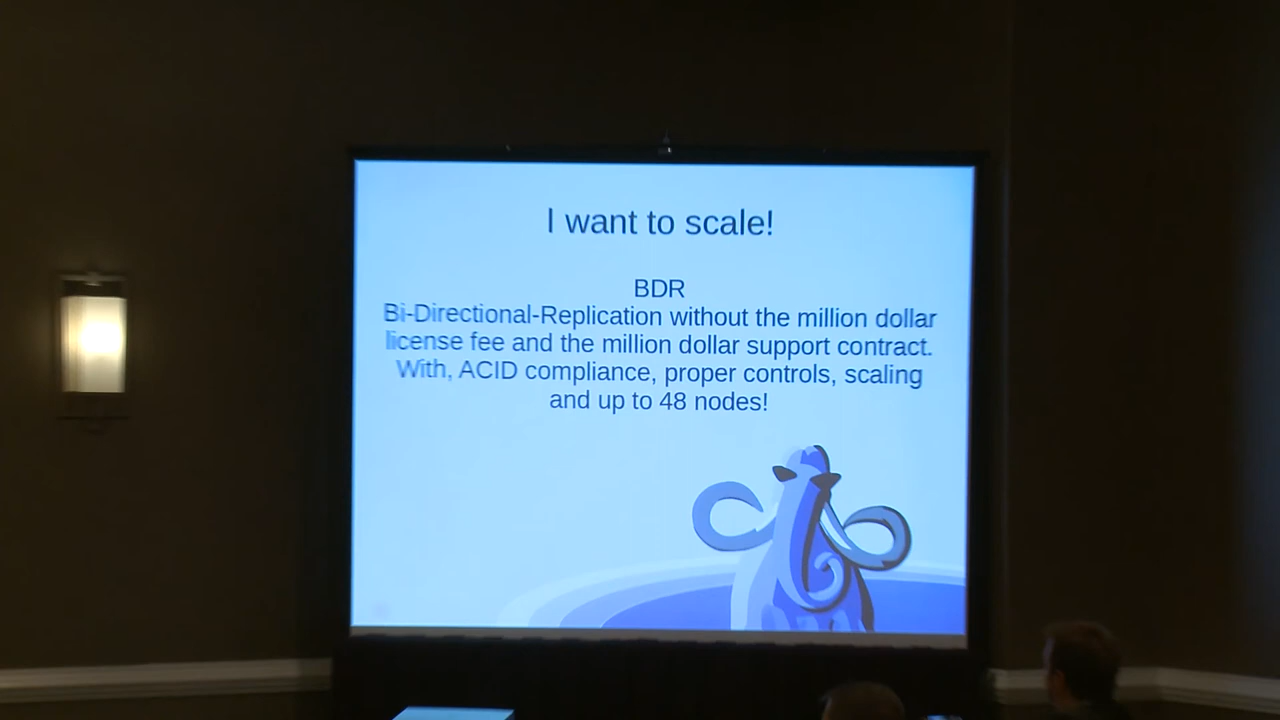 I want to scale!
BDR
Bi-Directional-Replication without the million dollar
license fee and the million dollar support contract.
With, ACID compliance, proper controls, scaling
and up to 48 nodes!